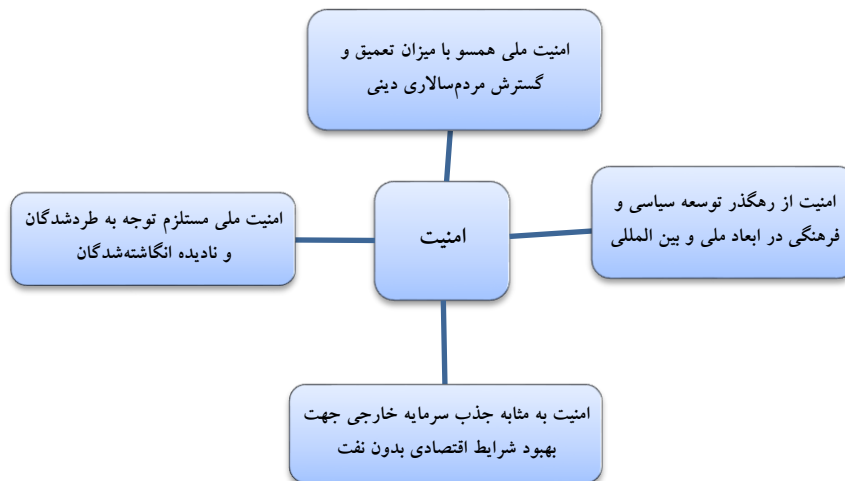 امنیت ملی همسو با میزان تعمیق و
گسترش مردم‌سالاری دینی
امنیت از رهگذر توسعه سیاسی و
فرهنگی در ابعاد ملی و بین المللی
امنیت
امنیت ملی مستلزم توجه به طردشدگان
و نادیده انگاشته‌شدگان
امنیت به مثابه جذب سرمایه خارجی جهت
بهبود شرایط اقتصادی بدون نفت